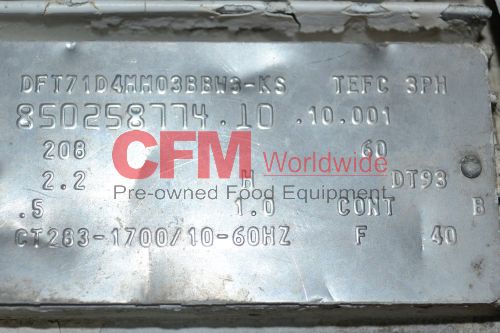 DFT71D4MM03BBW3-KS TEFC 3PH
850258774.10 .10.001
208 60
CFM Worldwide
2.2 H DT93
Pre-owned Food Equipment
.5 1.0 CONT B
CT283-1700/10-60HZ F 40